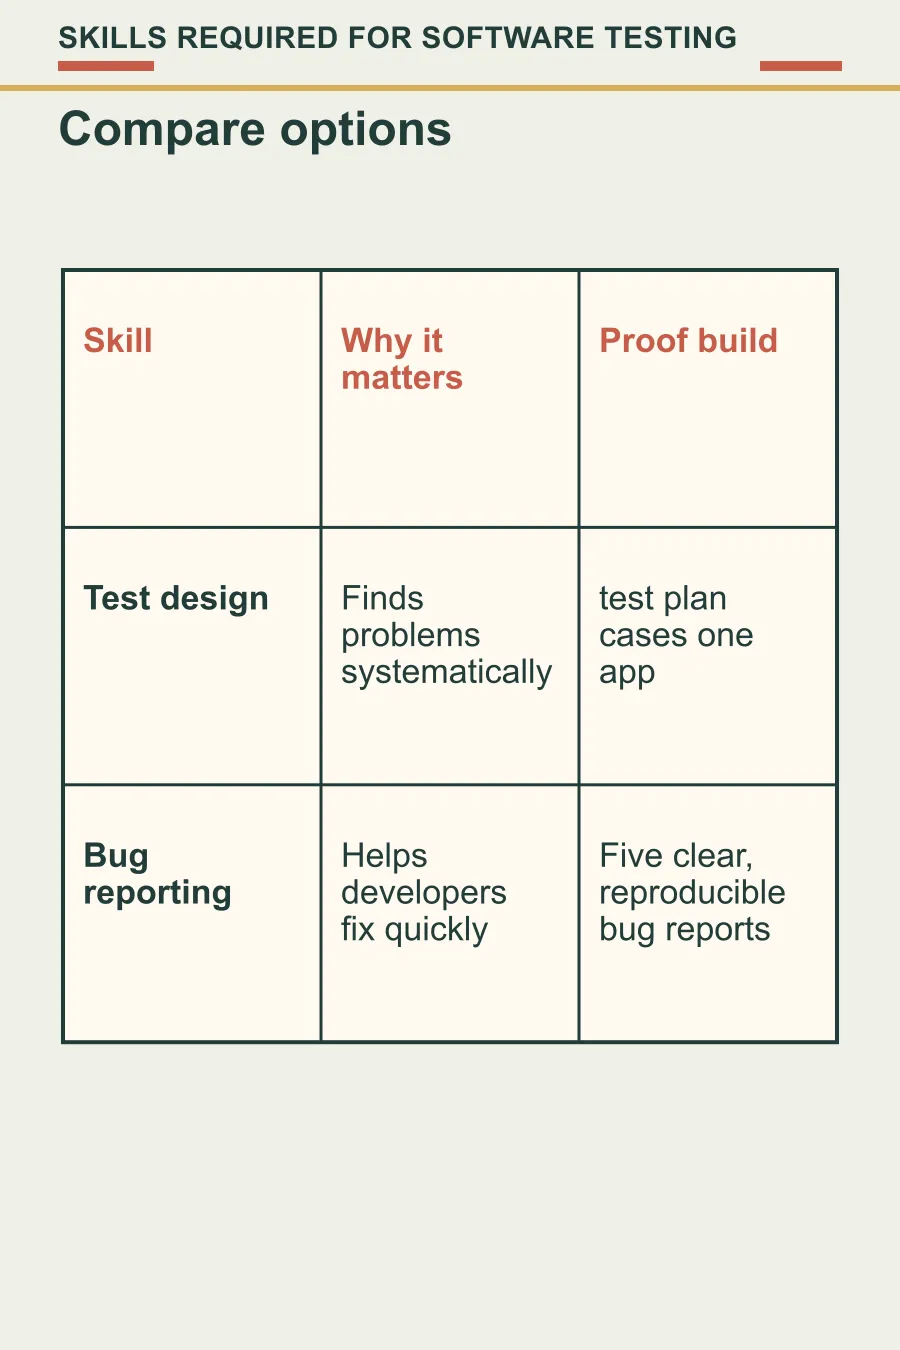 SKILLS REQUIRED FOR SOFTWARE TESTING
Compare options
Skill
Why it
matters
Proof build
Test design
Finds
problems
systematically
test plan
cases one
app
Bug
reporting
Helps
developers
fix quickly
Five clear,
reproducible
bug reports